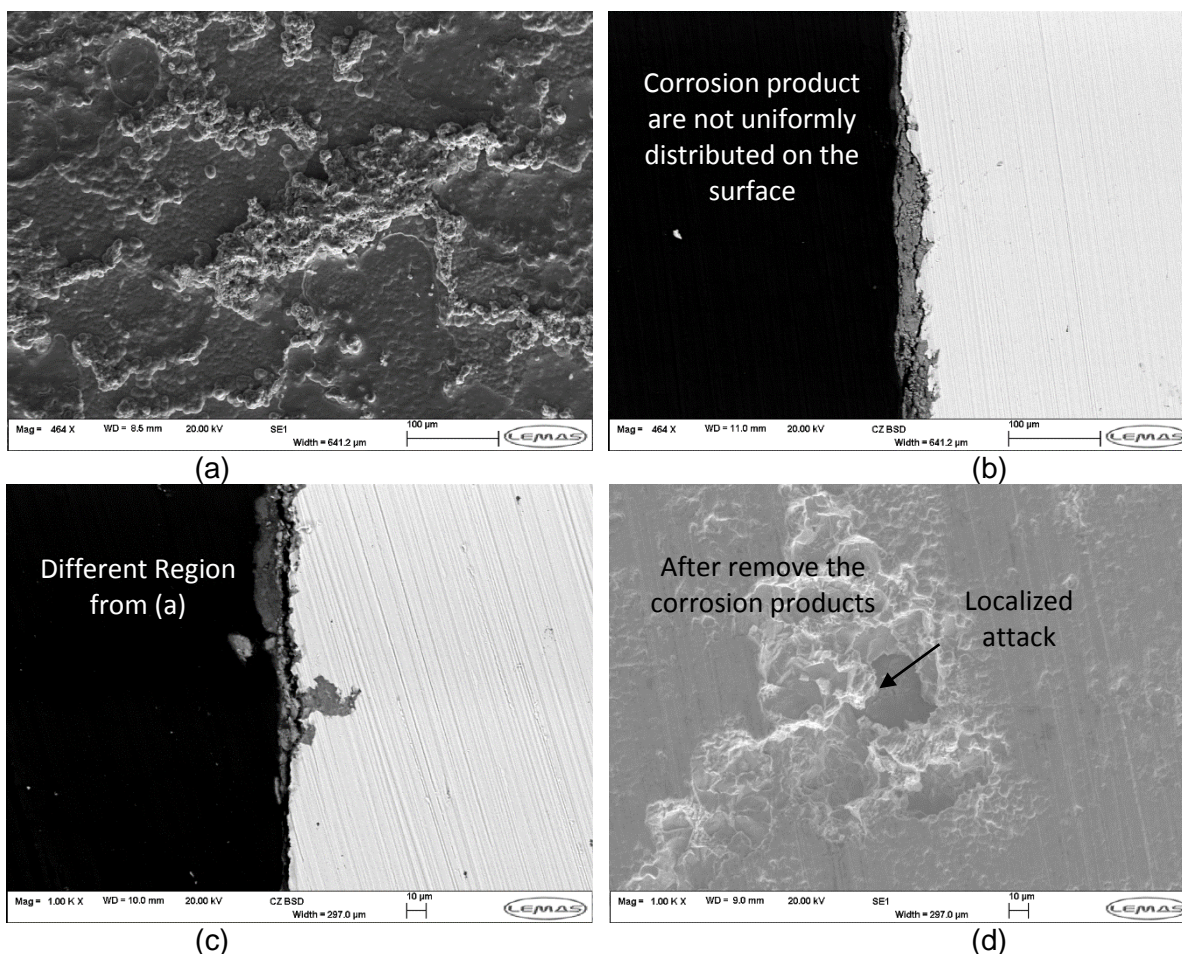 Corrosion product
are not uniformly
distributed on the
surface
Mag = 464 X WD = 8.5 mm 20.00 kV SE1 100 µm
Width = 641.2 µm LEMAS
Mag = 464 X WD = 11.0 mm 20.00 kV CZ BSD 100 µm
Width = 641.2 µm LEMAS
(a) (b)
Different Region
from (a)
After remove the
corrosion products
Localized
attack
Mag = 1.00 K X WD = 10.0 mm 20.00 kV CZ BSD 10 µm
Width = 297.0 µm LEMAS
Mag = 1.00 K X WD = 9.0 mm 20.00 kV SE1 10 µm
Width = 297.0 µm LEMAS
(c) (d)